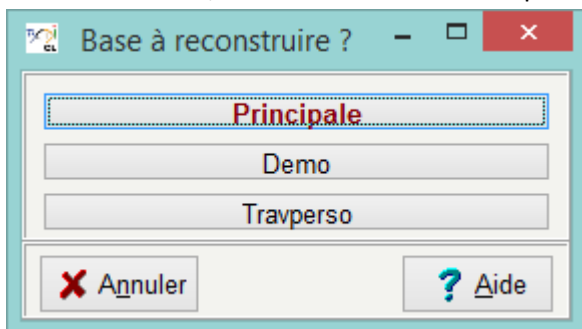 Base à reconstruire ?
Principale
Demo
Travperso
Annuler
Aide